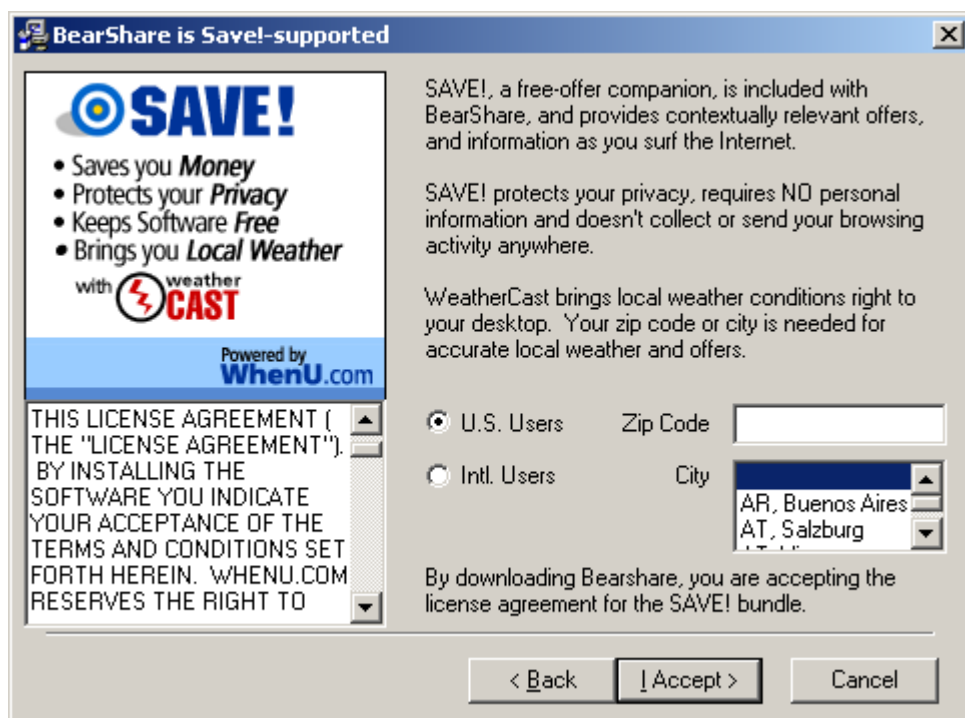 BearShare is Save!-supported
SAVE!
• Saves you Money
• Protects your Privacy
• Keeps Software Free
• Brings you Local Weather
with weather CAST
Powered by
WhenU.com
THIS LICENSE AGREEMENT (
THE "LICENSE AGREEMENT").
BY INSTALLING THE
SOFTWARE YOU INDICATE
YOUR ACCEPTANCE OF THE
TERMS AND CONDITIONS SET
FORTH HEREIN. WHENU.COM
RESERVES THE RIGHT TO
SAVE!, a free-offer companion, is included with
BearShare, and provides contextually relevant offers,
and information as you surf the Internet.
SAVE! protects your privacy, requires NO personal
information and doesn't collect or send your browsing
activity anywhere.
WeatherCast brings local weather conditions right to
your desktop. Your zip code or city is needed for
accurate local weather and offers.
U.S. Users Zip Code
Intl. Users City
AR, Buenos Aires
AT, Salzburg
By downloading Bearshare, you are accepting the
license agreement for the SAVE! bundle.
< Back I Accept > Cancel